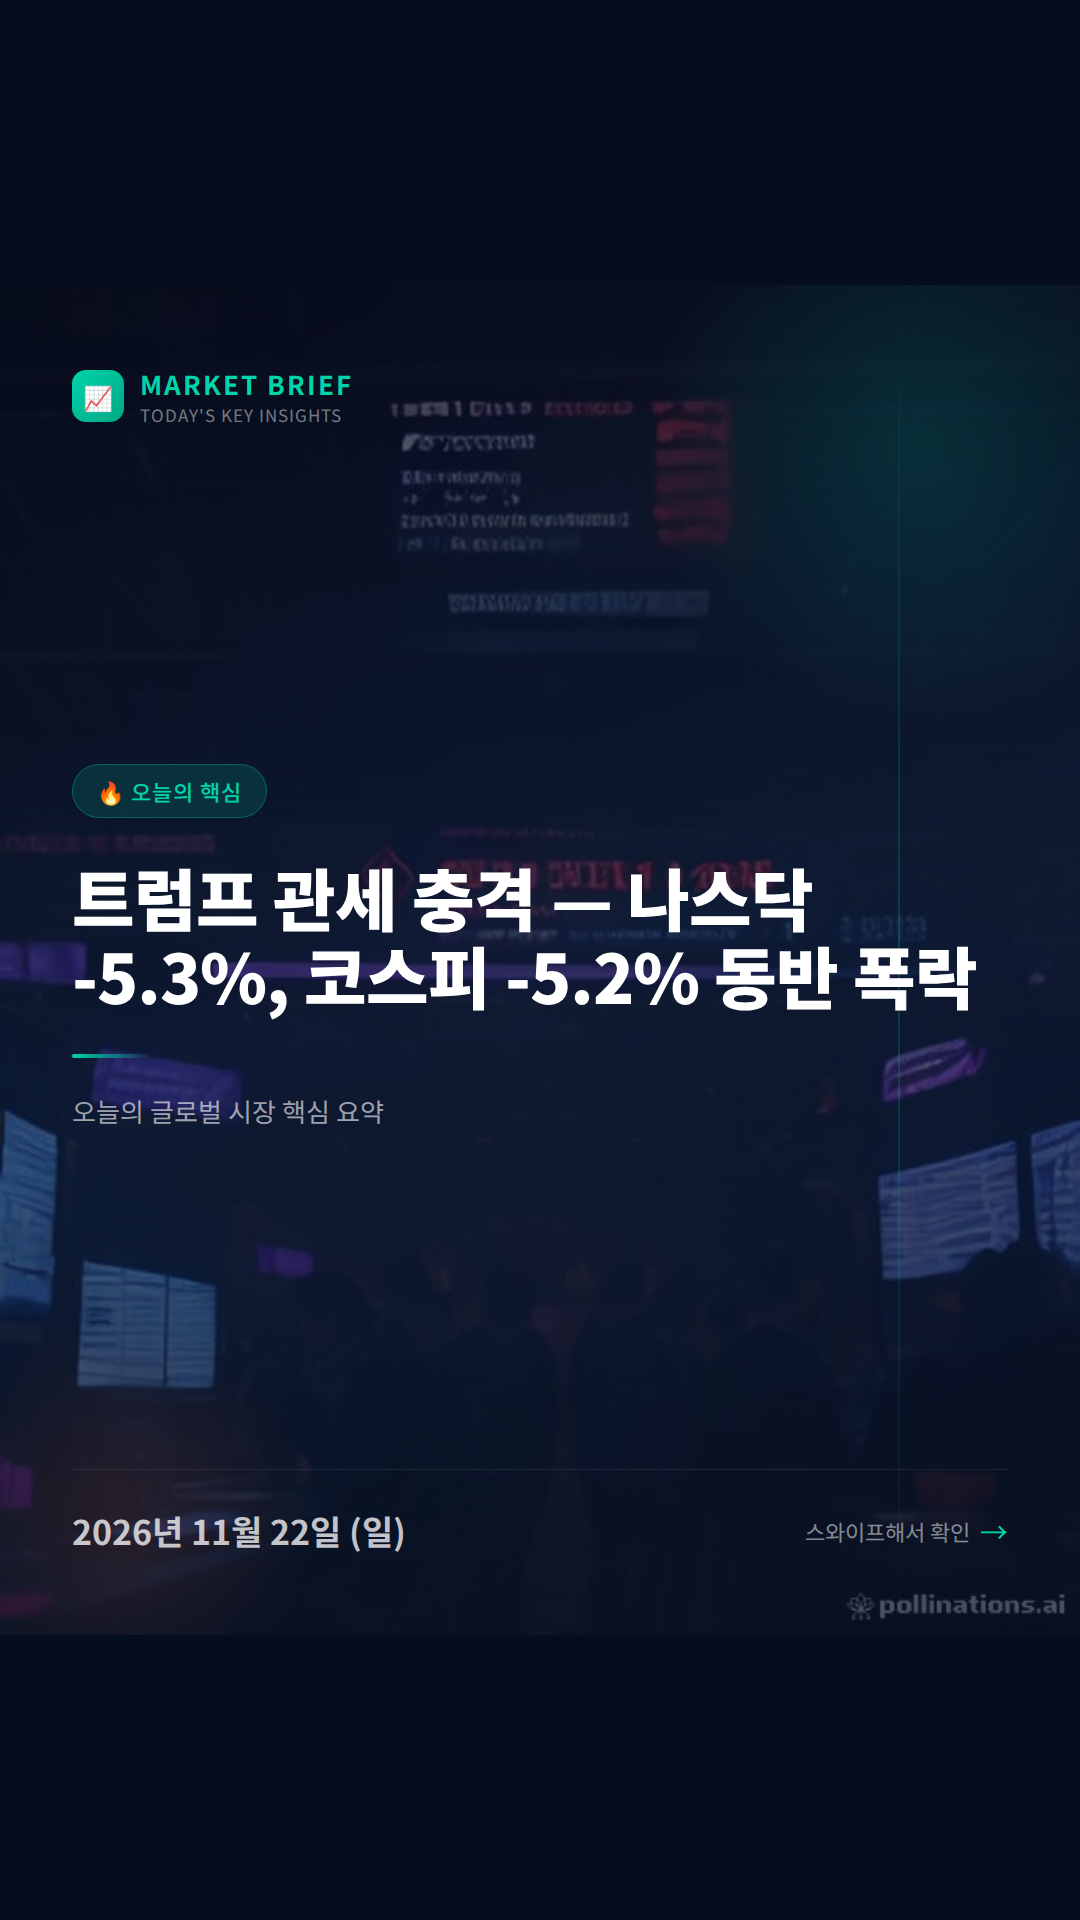 MARKET BRIEF
TODAY'S KEY INSIGHTS
오늘의 핵심
트럼프 관세 충격 — 나스닥
-5.3%, 코스피 -5.2% 동반 폭락
오늘의 글로벌 시장 핵심 요약
2026년 11월 22일 (일)
스와이프해서 확인 →
pollinations.ai